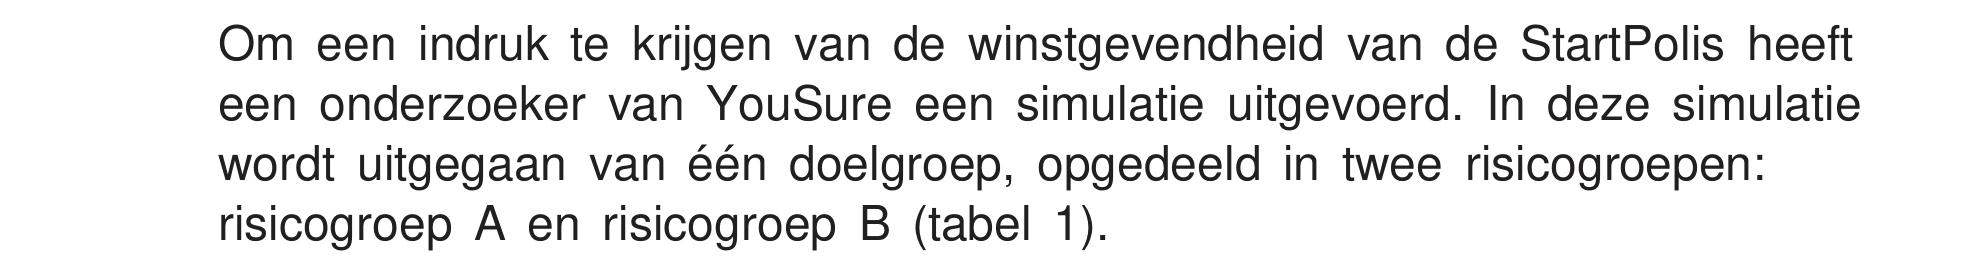 Om een indruk te krijgen van de winstgevendheid van de StartPolis heeft
een onderzoeker van YouSure een simulatie uitgevoerd. In deze simulatie
wordt uitgegaan van één doelgroep, opgedeeld in twee risicogroepen:
risicogroep A en risicogroep B (tabel 1).